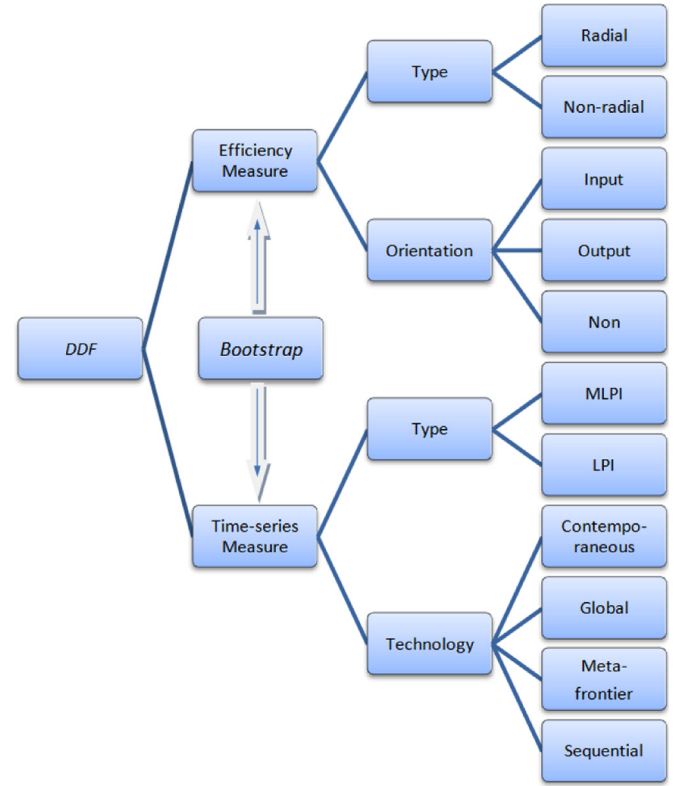 Radial
Type
Non-radial
Efficiency
Measure
Input
Orientation
Output
Non
DDF
Bootstrap
MLPI
Type
LPI
Time-series
Measure
Contempo-
raneous
Global
Technology
Meta-
frontier
Sequential